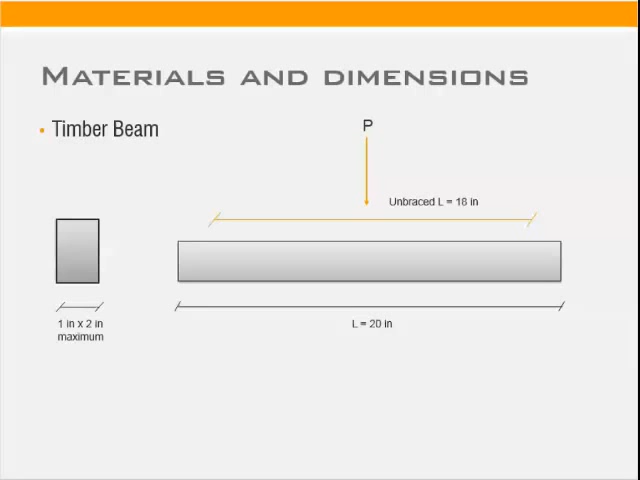 MATERIALS AND DIMENSIONS
▪ Timber Beam
P
Unbraced L = 18 in
1 in x 2 in
maximum
L = 20 in